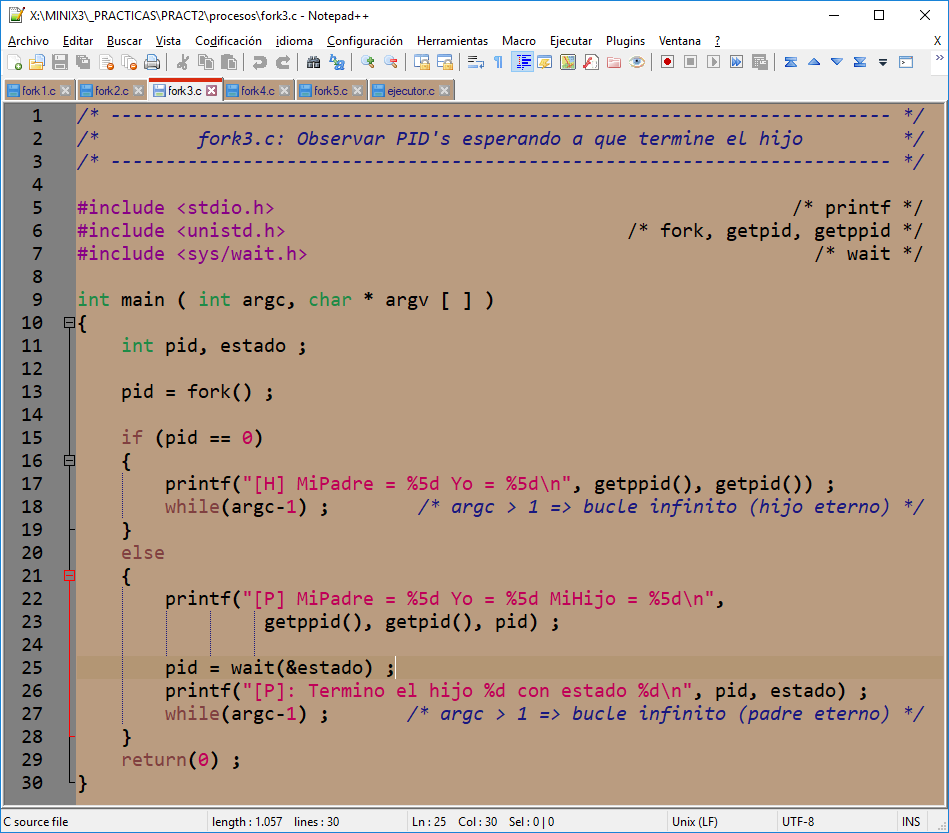 X:\MINIX3\_PRACTICAS\PRACT2\procesos\fork3.c - Notepad++
Archivo Editar Buscar Vista Codificación idioma Configuración Herramientas Macro Ejecutar Plugins Ventana ? X
fork1.c fork2.c fork3.c fork4.c fork5.c ejecutor.c
1 /* ----------------------------------------------------------------------- */
2 /* fork3.c: Observar PID's esperando a que termine el hijo */
3 /* ----------------------------------------------------------------------- */
4
5 #include <stdio.h> /* printf */
6 #include <unistd.h> /* fork, getpid, getppid */
7 #include <sys/wait.h> /* wait */
8
9 int main ( int argc, char * argv [ ] )
10 {
11 int pid, estado ;
12
13 pid = fork() ;
14
15 if (pid == 0)
16 {
17 printf("[H] MiPadre = %5d Yo = %5d\n", getppid(), getpid()) ;
18 while(argc-1) ; /* argc > 1 => bucle infinito (hijo eterno) */
19 }
20 else
21 {
22 printf("[P] MiPadre = %5d Yo = %5d MiHijo = %5d\n",
23 getppid(), getpid(), pid) ;
24
25 pid = wait(&estado) ;
26 printf("[P]: Termino el hijo %d con estado %d\n", pid, estado) ;
27 while(argc-1) ; /* argc > 1 => bucle infinito (padre eterno) */
28 }
29 return(0) ;
30 }
C source file length : 1.057 lines : 30 Ln : 25 Col : 30 Sel : 0 | 0 Unix (LF) UTF-8 INS